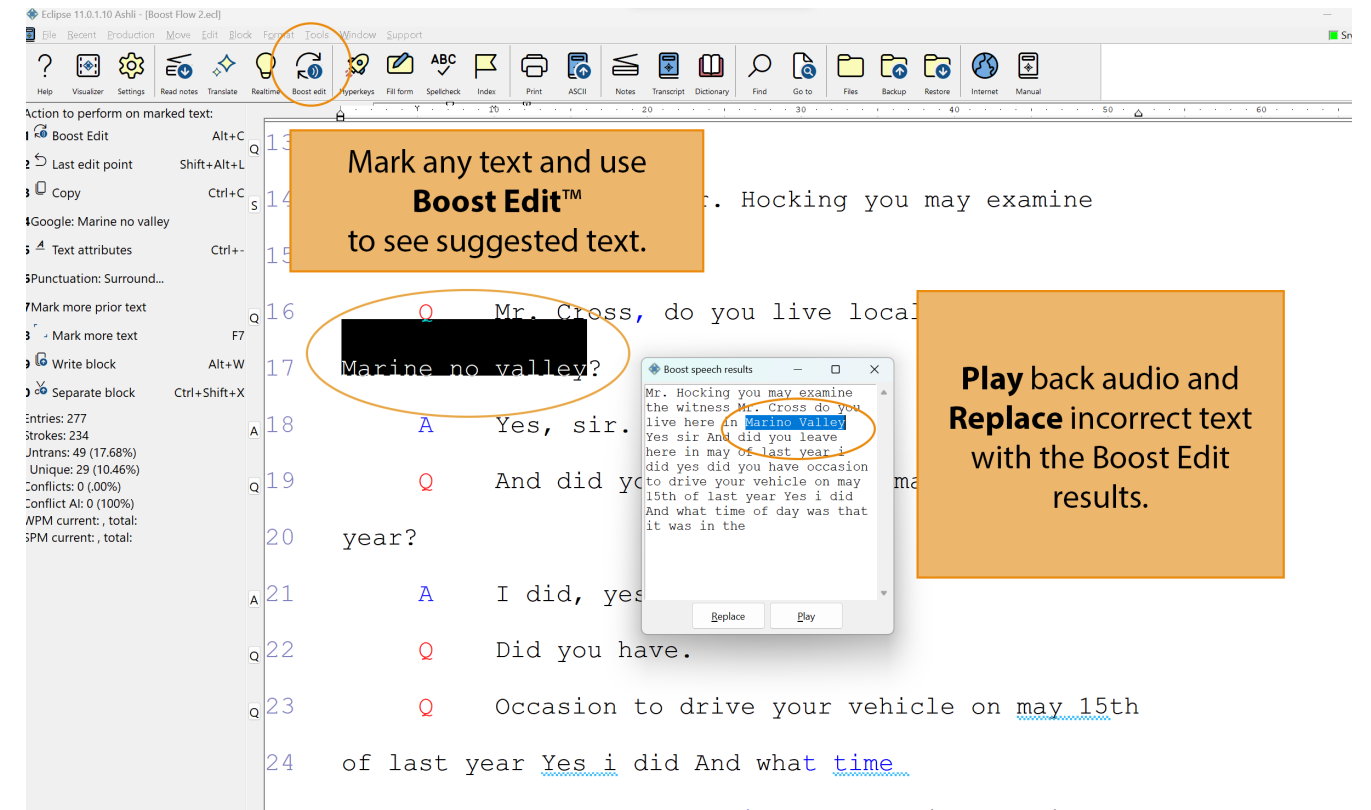 Eclipse 11.0.1.10 Ashli - [Boost Flow 2.ecl]
File Recent Production Move Edit Block Format Tools Window Support
Help Visualizer Settings Read notes Translate Realtime Boost edit Hyperkeys Fill form Spellcheck Index Print ASCII Notes Transcript Dictionary Find Go to Files Backup Restore Internet Manual
ABC
10 20 30 40 50 60
Action to perform on marked text:
Boost Edit Alt+C
Last edit point Shift+Alt+L
Copy Ctrl+C
Google: Marine no valley
Text attributes Ctrl+-
Punctuation: Surround...
Mark more prior text
Mark more text F7
Write block Alt+W
Separate block Ctrl+Shift+X
Entries: 277
Strokes: 234
Untrans: 49 (17.68%)
Unique: 29 (10.46%)
Conflicts: 0 (.00%)
Conflict AI: 0 (100%)
WPM current: , total:
SPM current: , total:
Q 13
S 14 Hocking you may examine
15
Q 16 Q Mr. Cross, do you live local
17 Marine no valley?
A 18 A Yes, sir.
Q 19 Q And did
20 year?
A 21 A I did, yes
Q 22 Q Did you have.
Q 23 Q Occasion to drive your vehicle on may 15th
24 of last year Yes i did And what time
Mark any text and use
Boost Edit™
to see suggested text.
Boost speech results
Mr. Hocking you may examine
the witness Mr. Cross do you
live here in Marino Valley
Yes sir And did you leave
here in may of last year i
did yes did you have occasion
to drive your vehicle on may
15th of last year Yes i did
And what time of day was that
it was in the
Replace Play
Play back audio and
Replace incorrect text
with the Boost Edit
results.